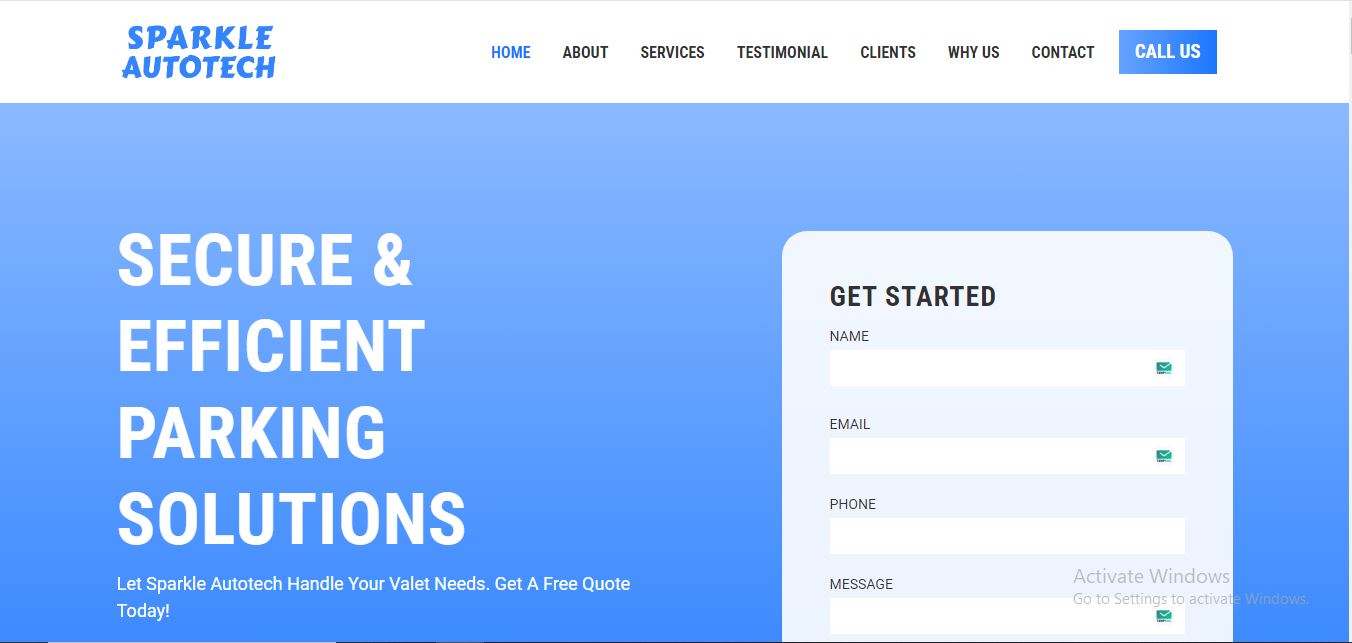 SPARKLE
AUTOTECH
HOME ABOUT SERVICES TESTIMONIAL CLIENTS WHY US CONTACT CALL US
SECURE &
EFFICIENT
PARKING
SOLUTIONS
Let Sparkle Autotech Handle Your Valet Needs. Get A Free Quote
Today!
GET STARTED
NAME
EMAIL
PHONE
MESSAGE
Activate Windows
Go to Settings to activate Windows.